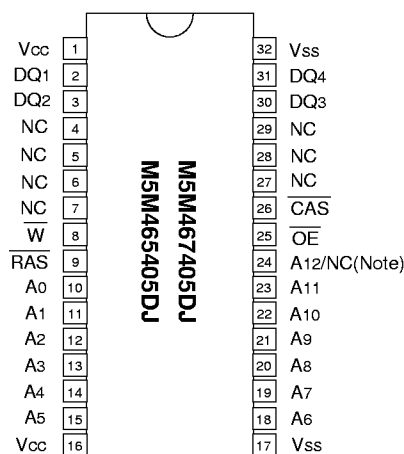 Vcc 1 32 Vss
DQ1 2 31 DQ4
DQ2 3 30 DQ3
NC 4 29 NC
NC 5 28 NC
NC 6 27 NC
NC 7 26 C̅A̅S̅
W̅ 8 25 O̅E̅
R̅A̅S̅ 9 24 A12/NC(Note)
A0 10 23 A11
A1 11 22 A10
A2 12 21 A9
A3 13 20 A8
A4 14 19 A7
A5 15 18 A6
Vcc 16 17 Vss
M5M467405DJ
M5M465405DJ